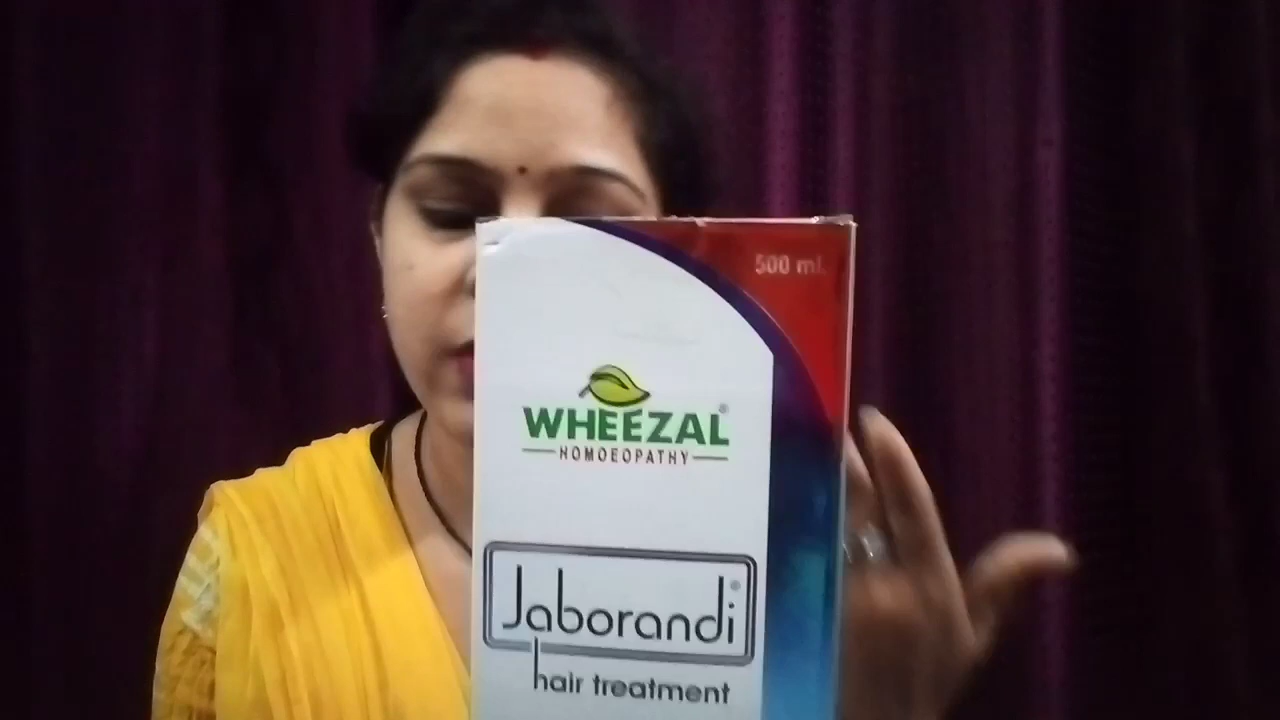 500 ml.
WHEEZAL®
HOMOEOPATHY
Jaborandi®
hair treatment